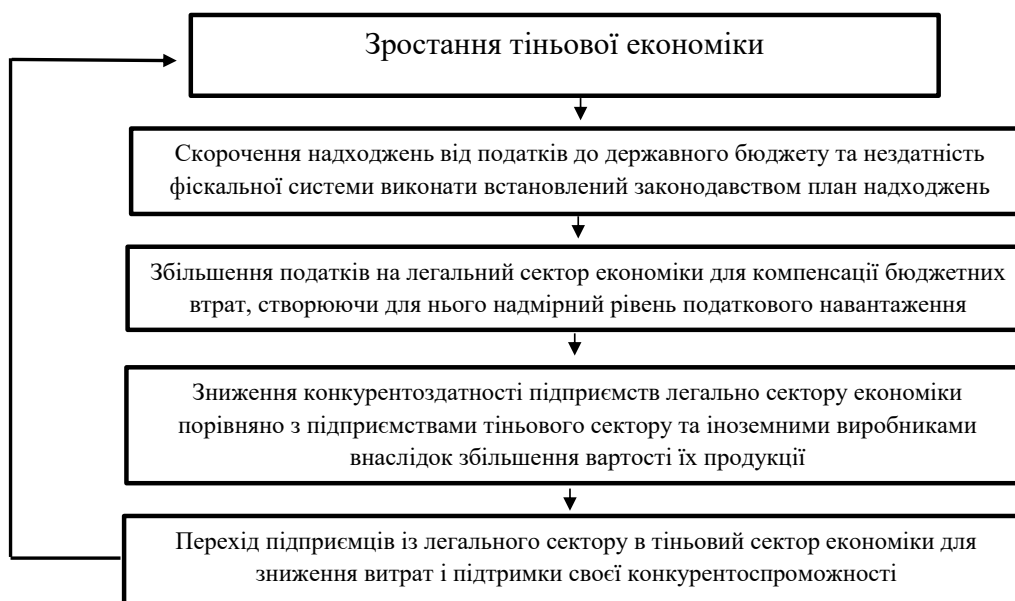 Зростання тіньової економіки
Скорочення надходжень від податків до державного бюджету та нездатність
фіскальної системи виконати встановлений законодавством план надходжень
Збільшення податків на легальний сектор економіки для компенсації бюджетних
втрат, створюючи для нього надмірний рівень податкового навантаження
Зниження конкурентоздатності підприємств легально сектору економіки
порівняно з підприємствами тіньового сектору та іноземними виробниками
внаслідок збільшення вартості їх продукції
Перехід підприємців із легального сектору в тіньовий сектор економіки для
зниження витрат і підтримки своєї конкурентоспроможності